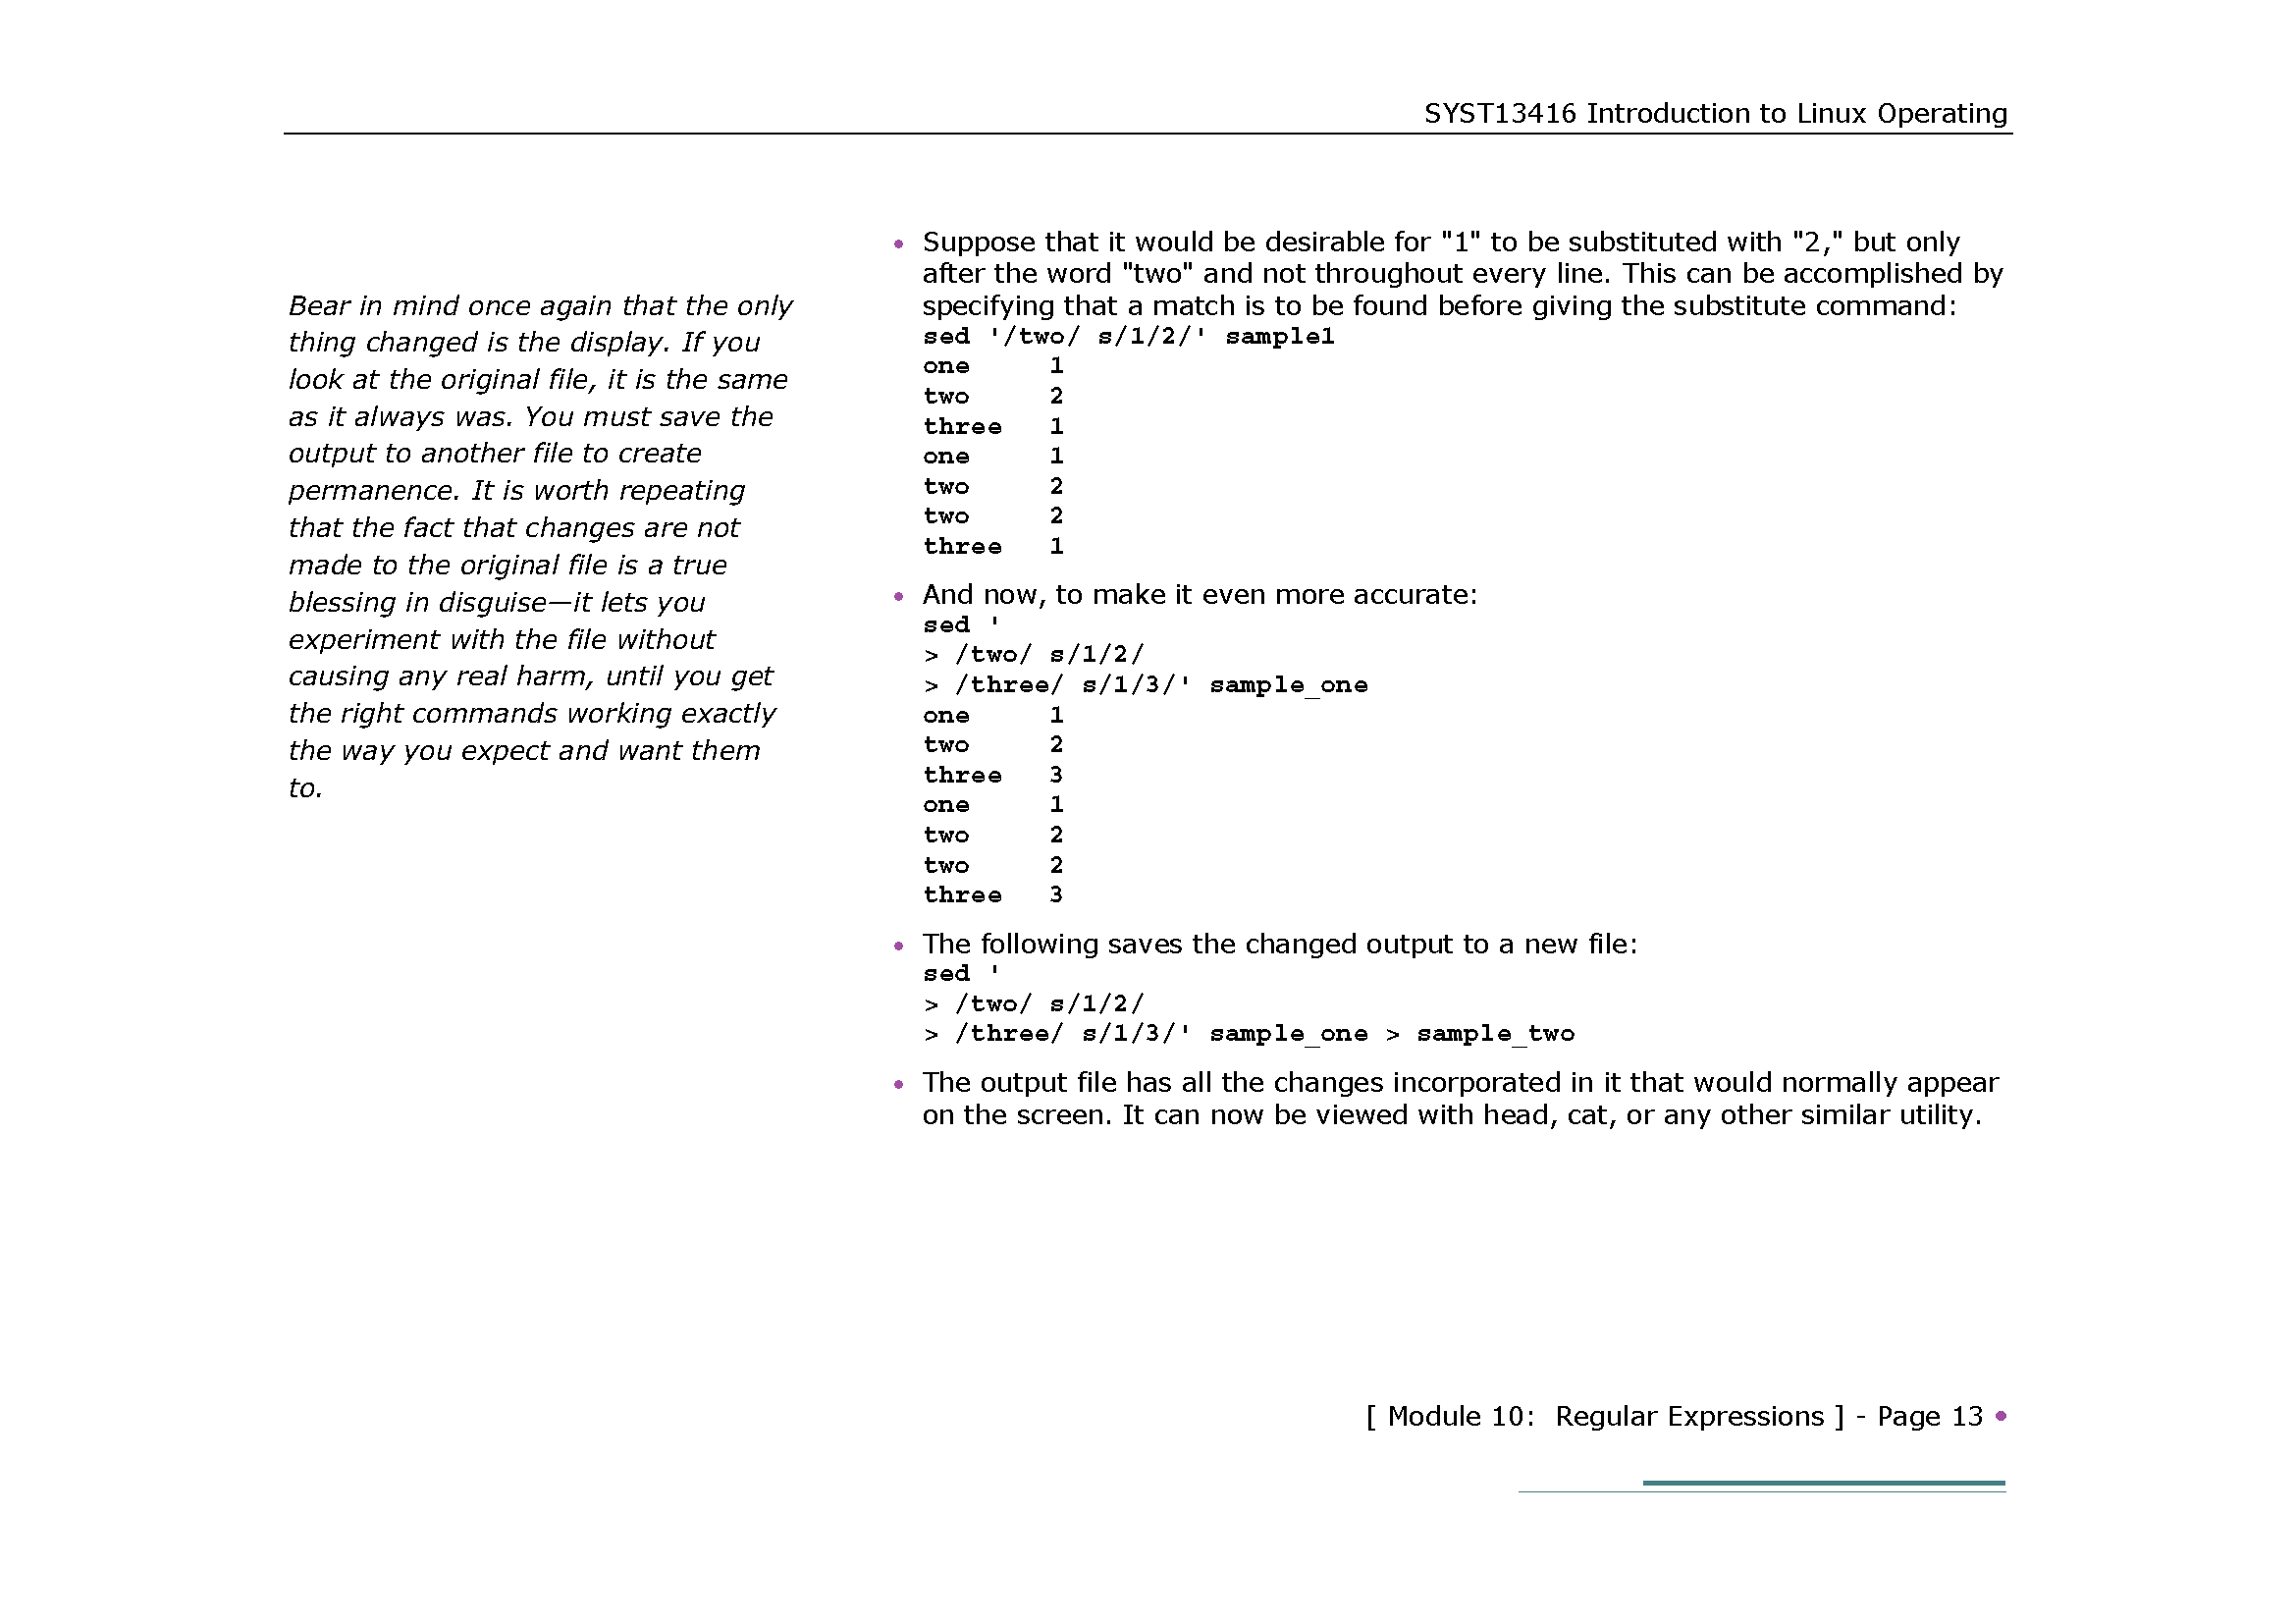 SYST13416 Introduction to Linux Operating
Bear in mind once again that the only
thing changed is the display. If you
look at the original file, it is the same
as it always was. You must save the
output to another file to create
permanence. It is worth repeating
that the fact that changes are not
made to the original file is a true
blessing in disguise—it lets you
experiment with the file without
causing any real harm, until you get
the right commands working exactly
the way you expect and want them
to.
• Suppose that it would be desirable for "1" to be substituted with "2," but only
after the word "two" and not throughout every line. This can be accomplished by
specifying that a match is to be found before giving the substitute command:
sed '/two/ s/1/2/' sample1
one 1
two 2
three 1
one 1
two 2
two 2
three 1
• And now, to make it even more accurate:
sed '
> /two/ s/1/2/
> /three/ s/1/3/' sample_one
one 1
two 2
three 3
one 1
two 2
two 2
three 3
• The following saves the changed output to a new file:
sed '
> /two/ s/1/2/
> /three/ s/1/3/' sample_one > sample_two
• The output file has all the changes incorporated in it that would normally appear
on the screen. It can now be viewed with head, cat, or any other similar utility.
[ Module 10: Regular Expressions ] - Page 13 •